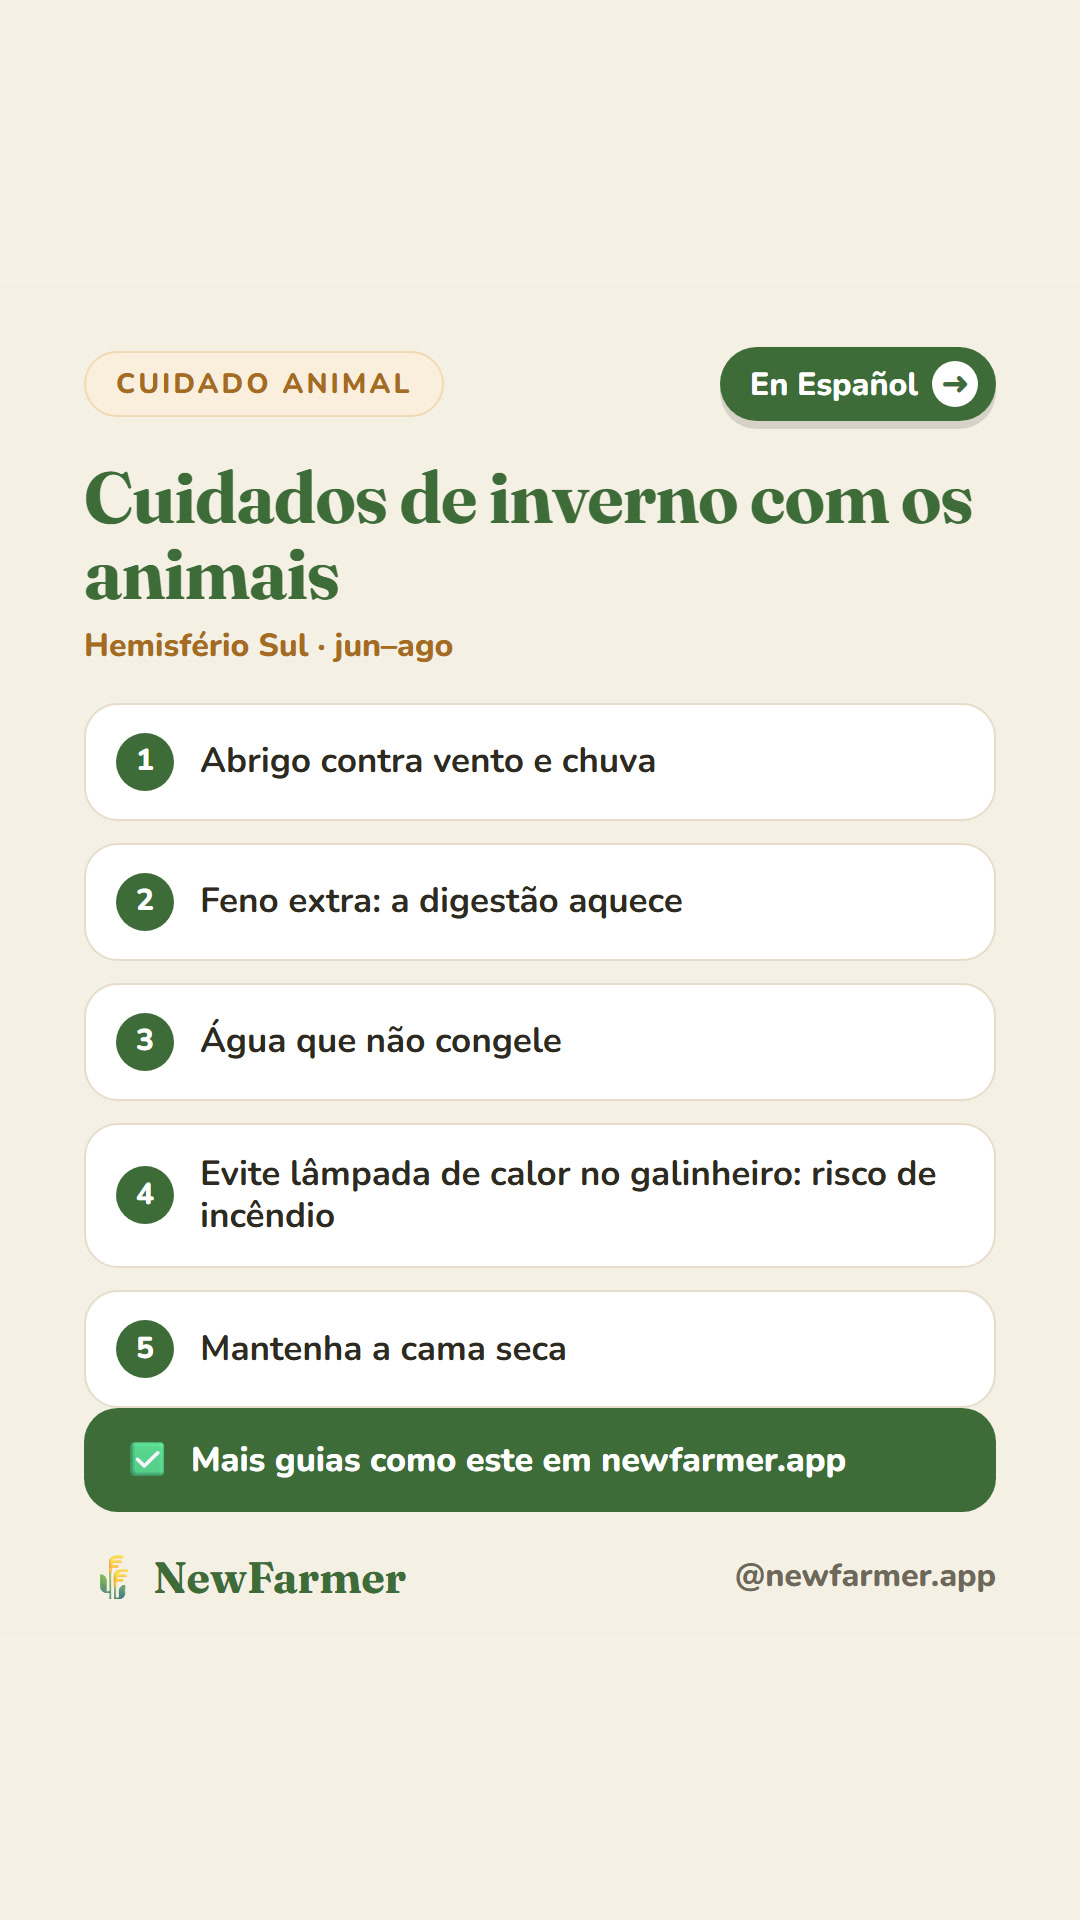 CUIDADO ANIMAL
En Español
Cuidados de inverno com os
animais
Hemisfério Sul · jun–ago
1 Abrigo contra vento e chuva
2 Feno extra: a digestão aquece
3 Água que não congele
4 Evite lâmpada de calor no galinheiro: risco de
incêndio
5 Mantenha a cama seca
Mais guias como este em newfarmer.app
NewFarmer
@newfarmer.app